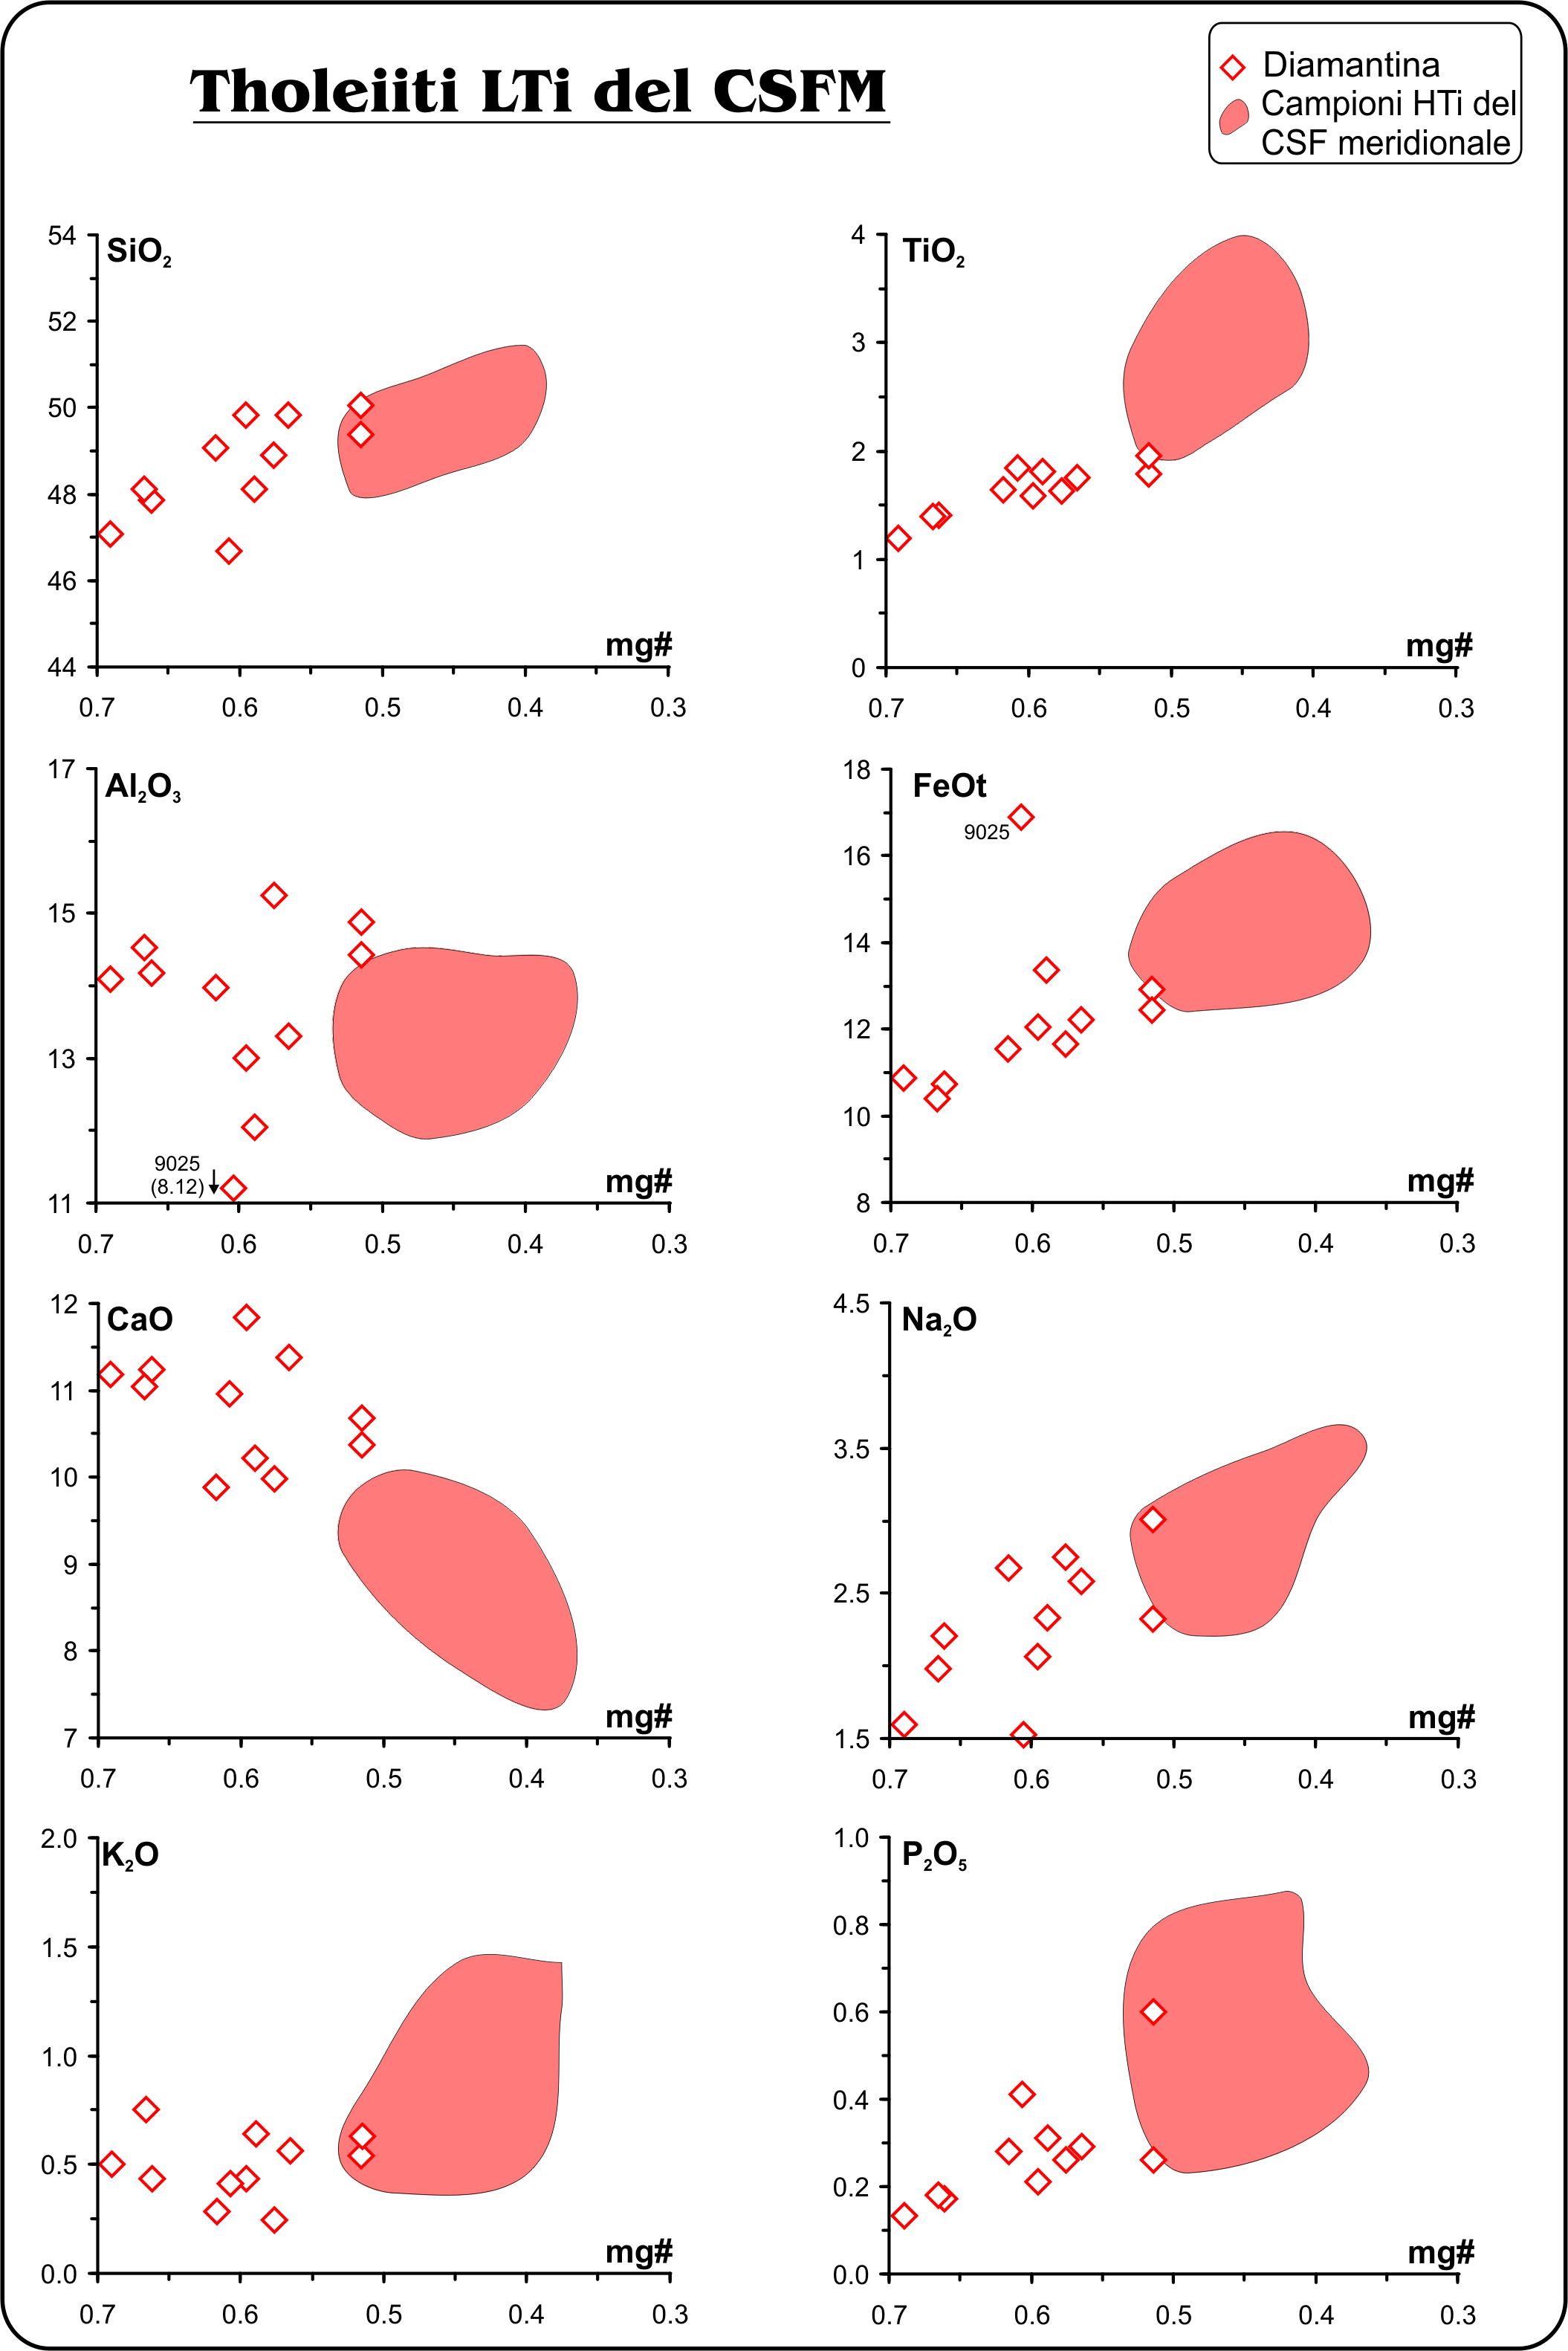 Tholeiiti LTi del CSFM
Diamantina
Campioni HTi del
CSF meridionale
SiO₂
54
52
50
48
46
44
mg#
0.7 0.6 0.5 0.4 0.3
TiO₂
4
3
2
1
0
mg#
0.7 0.6 0.5 0.4 0.3
Al₂O₃
17
15
13
11
9025
(8.12)
mg#
0.7 0.6 0.5 0.4 0.3
FeOt
18
16
14
12
10
8
9025
mg#
0.7 0.6 0.5 0.4 0.3
CaO
12
11
10
9
8
7
mg#
0.7 0.6 0.5 0.4 0.3
Na₂O
4.5
3.5
2.5
1.5
mg#
0.7 0.6 0.5 0.4 0.3
K₂O
2.0
1.5
1.0
0.5
0.0
mg#
0.7 0.6 0.5 0.4 0.3
P₂O₅
1.0
0.8
0.6
0.4
0.2
0.0
mg#
0.7 0.6 0.5 0.4 0.3